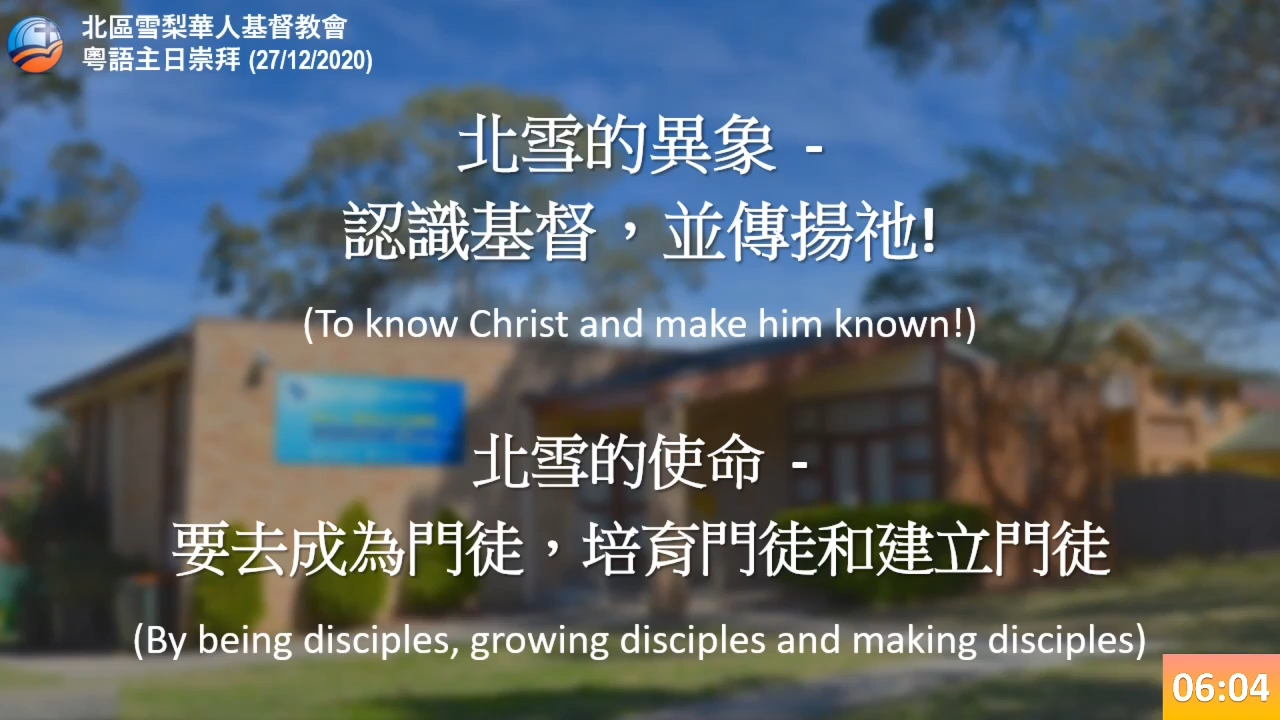 北區雪梨華人基督教會
粵語主日崇拜 (27/12/2020)
北雪的異象 -
認識基督，並傳揚祂!
(To know Christ and make him known!)
北雪的使命 -
要去成為門徒，培育門徒和建立門徒
(By being disciples, growing disciples and making disciples)
06:04